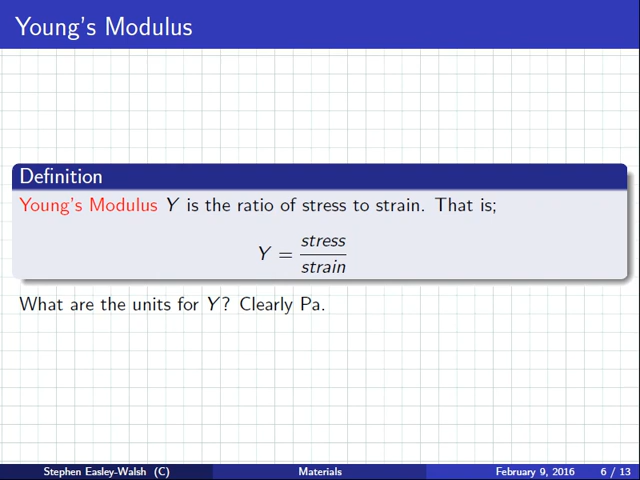 Young's Modulus
Definition
Young's Modulus Y is the ratio of stress to strain. That is;
Y = stress / strain
What are the units for Y? Clearly Pa.
Stephen Easley-Walsh (C) Materials February 9, 2016 6 / 13